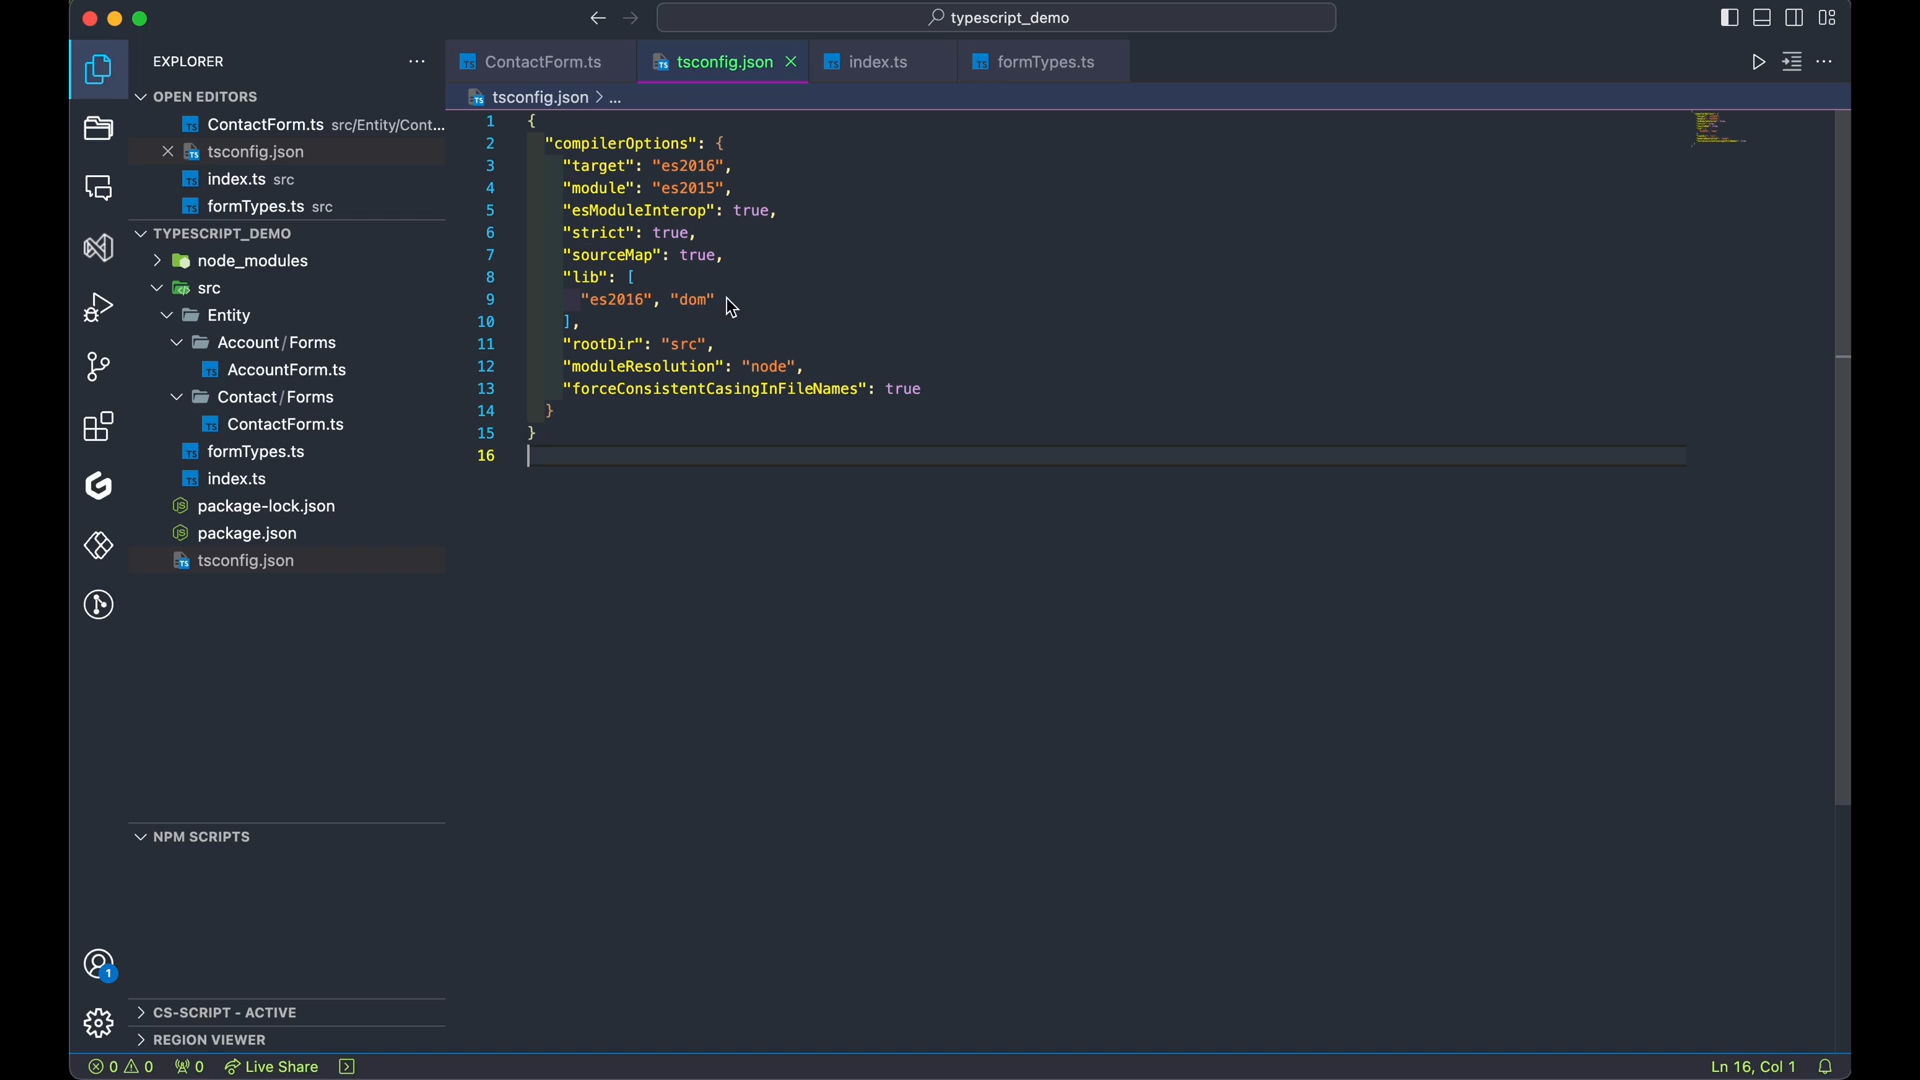 typescript_demo
EXPLORER
OPEN EDITORS
ContactForm.ts src/Entity/Cont...
tsconfig.json
index.ts src
formTypes.ts src
TYPESCRIPT_DEMO
node_modules
src
Entity
Account / Forms
AccountForm.ts
Contact / Forms
ContactForm.ts
formTypes.ts
index.ts
package-lock.json
package.json
tsconfig.json
NPM SCRIPTS
1
CS-SCRIPT - ACTIVE
REGION VIEWER
ContactForm.ts
tsconfig.json
index.ts
formTypes.ts
tsconfig.json > ...
1 {
2 "compilerOptions": {
3 "target": "es2016",
4 "module": "es2015",
5 "esModuleInterop": true,
6 "strict": true,
7 "sourceMap": true,
8 "lib": [
9 "es2016", "dom"
10 ],
11 "rootDir": "src",
12 "moduleResolution": "node",
13 "forceConsistentCasingInFileNames": true
14 }
15 }
16
0 0 0 Live Share
Ln 16, Col 1